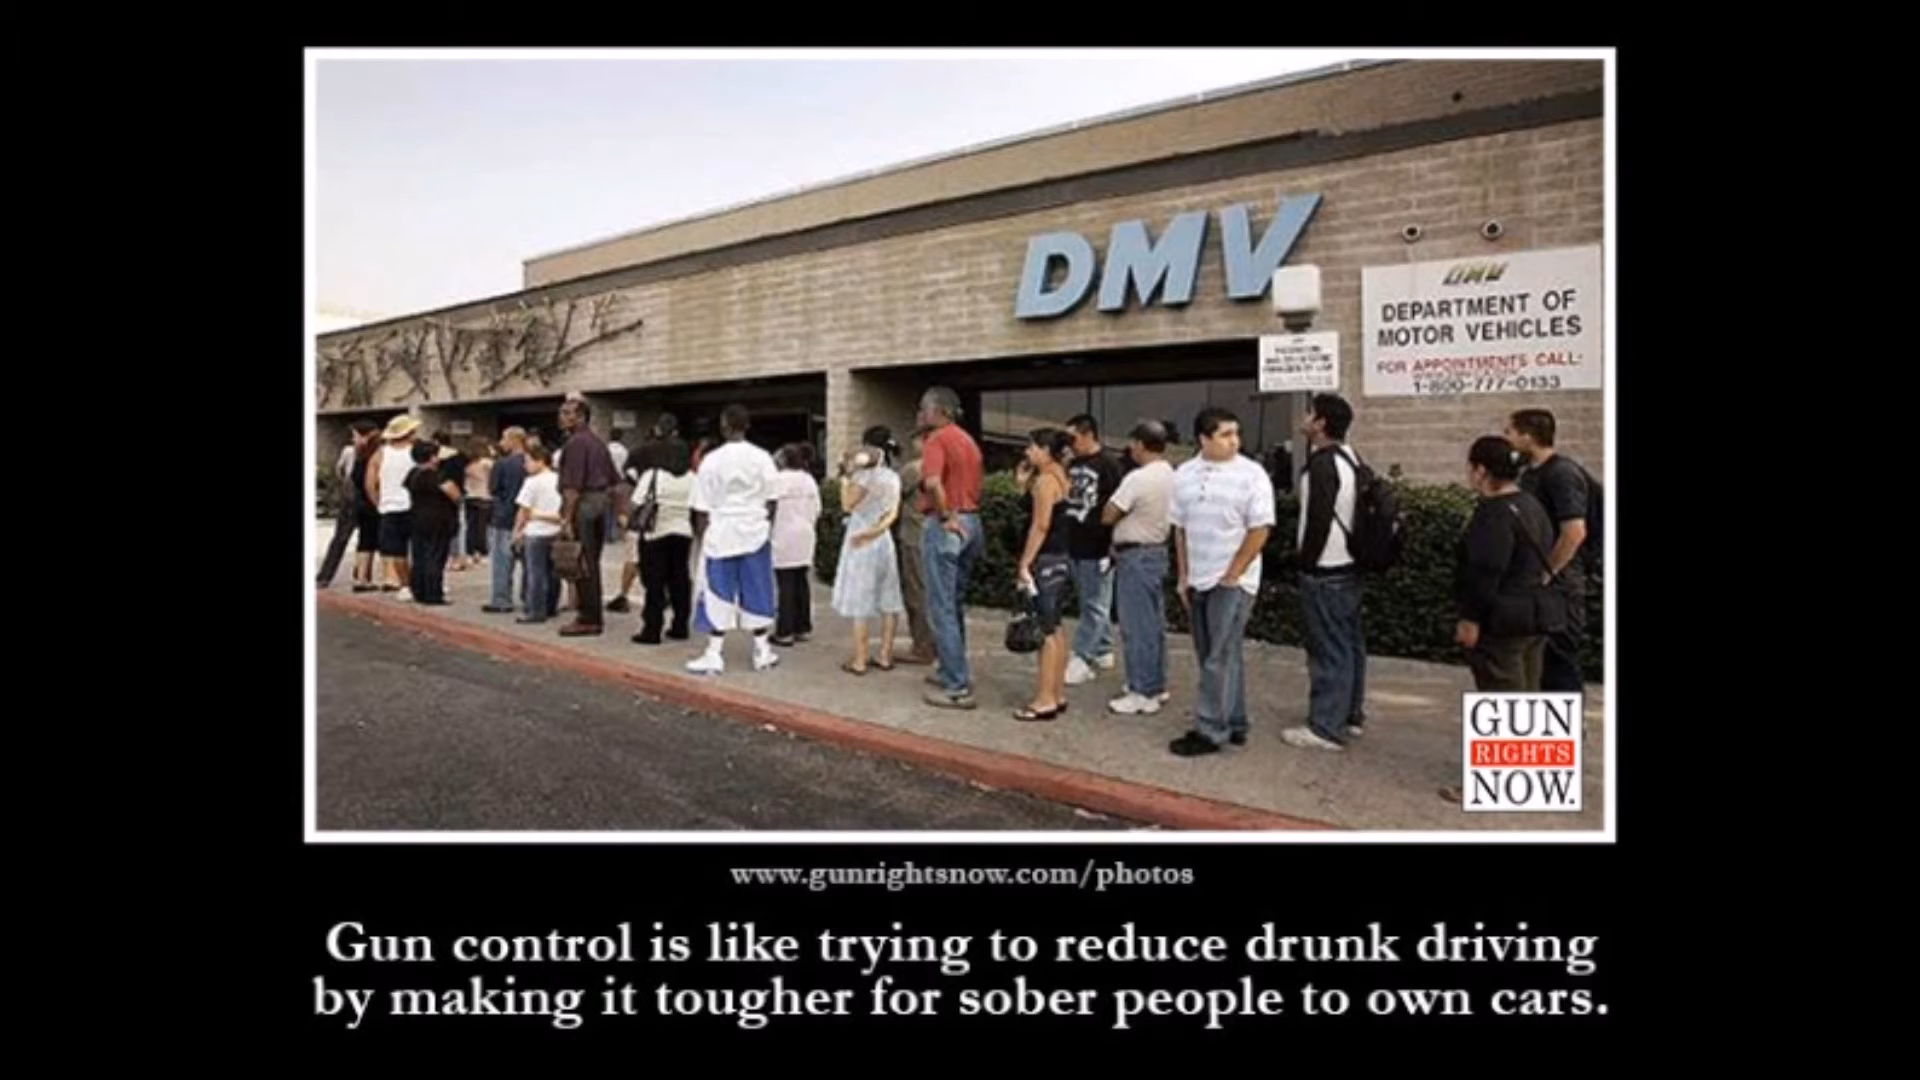 DMV
DMV
DEPARTMENT OF
MOTOR VEHICLES
FOR APPOINTMENTS CALL:
1-800-777-0133
GUN
RIGHTS
NOW.
www.gunrightsnow.com/photos
Gun control is like trying to reduce drunk driving
by making it tougher for sober people to own cars.